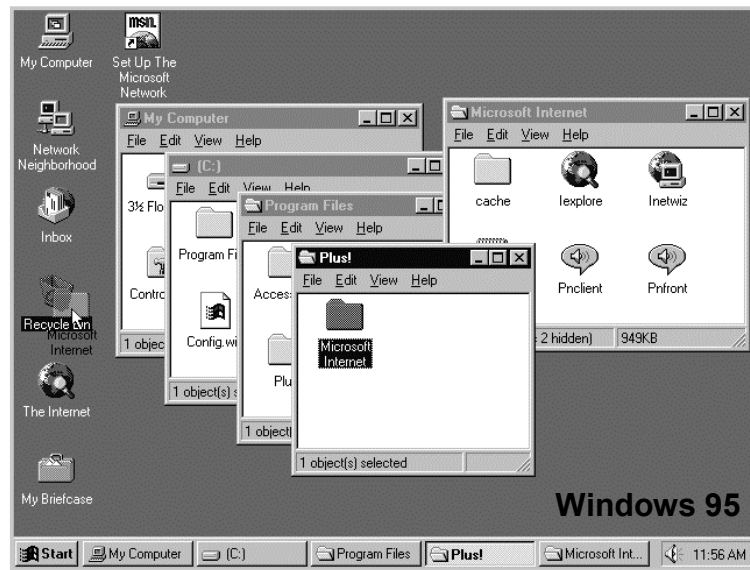 My Computer
msn.
Set Up The
Microsoft
Network
Network
Neighborhood
Inbox
Recycle Bin
Microsoft
Internet
The Internet
My Briefcase
My Computer
File Edit View Help
3½ Flo
Contro
1 objec
(C:)
File Edit View Help
Program Fi
Config.wi
1 object(s) s
Program Files
File Edit View Help
Access
Plu
1 object(
Plus!
File Edit View Help
Microsoft
Internet
1 object(s) selected
Microsoft Internet
File Edit View Help
cache
Iexplore
Inetwiz
Pnclient
Pnfront
2 hidden)
949KB
Windows 95
Start My Computer (C:) Program Files Plus! Microsoft Int... 11:56 AM